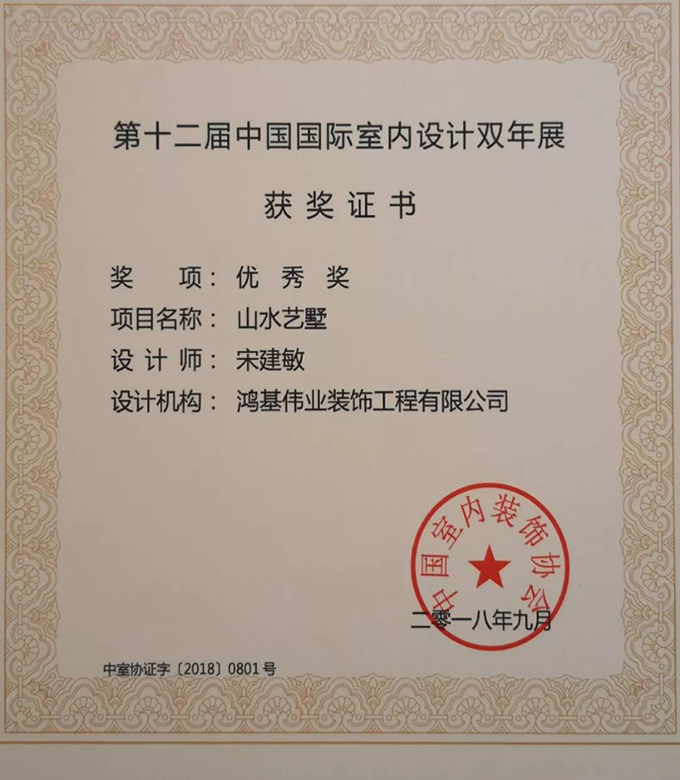 第十二届中国国际室内设计双年展
获奖证书
奖　项：优秀奖
项目名称：山水艺墅
设计师：宋建敏
设计机构：鸿基伟业装饰工程有限公司
中国室内装饰协会
二零一八年九月
中室协证字〔2018〕0801号